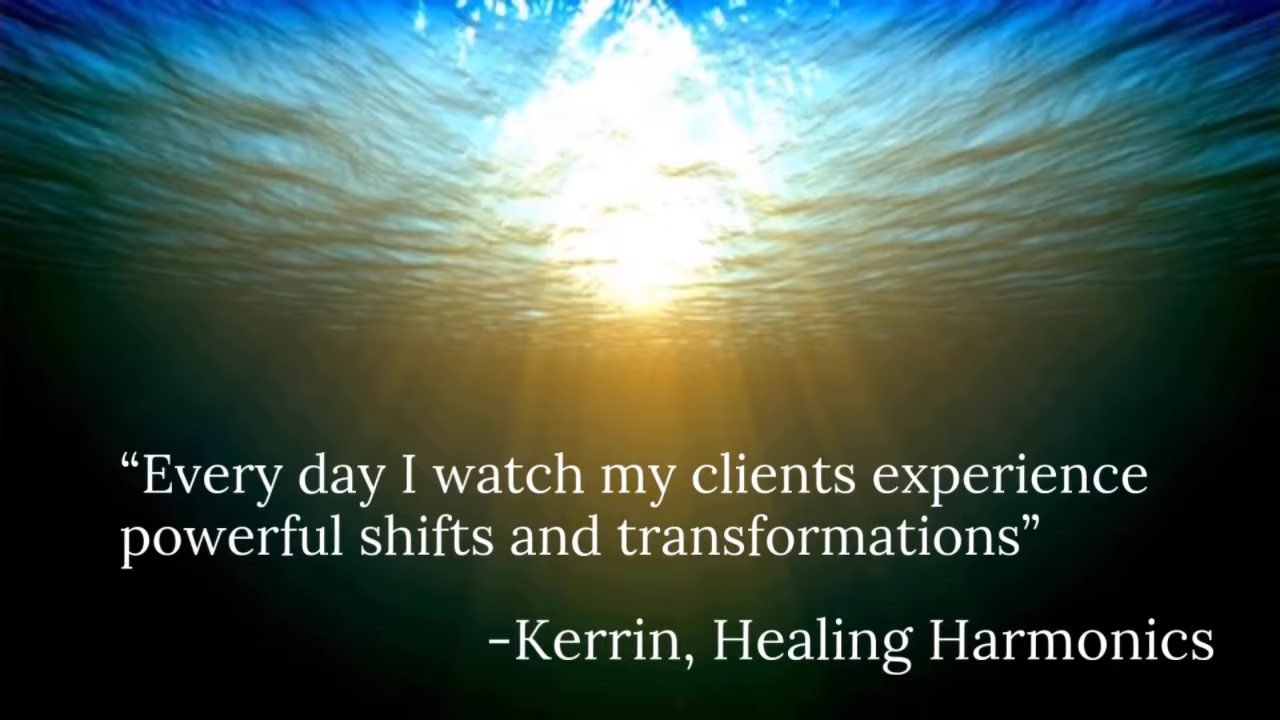 “Every day I watch my clients experience
powerful shifts and transformations”
-Kerrin, Healing Harmonics